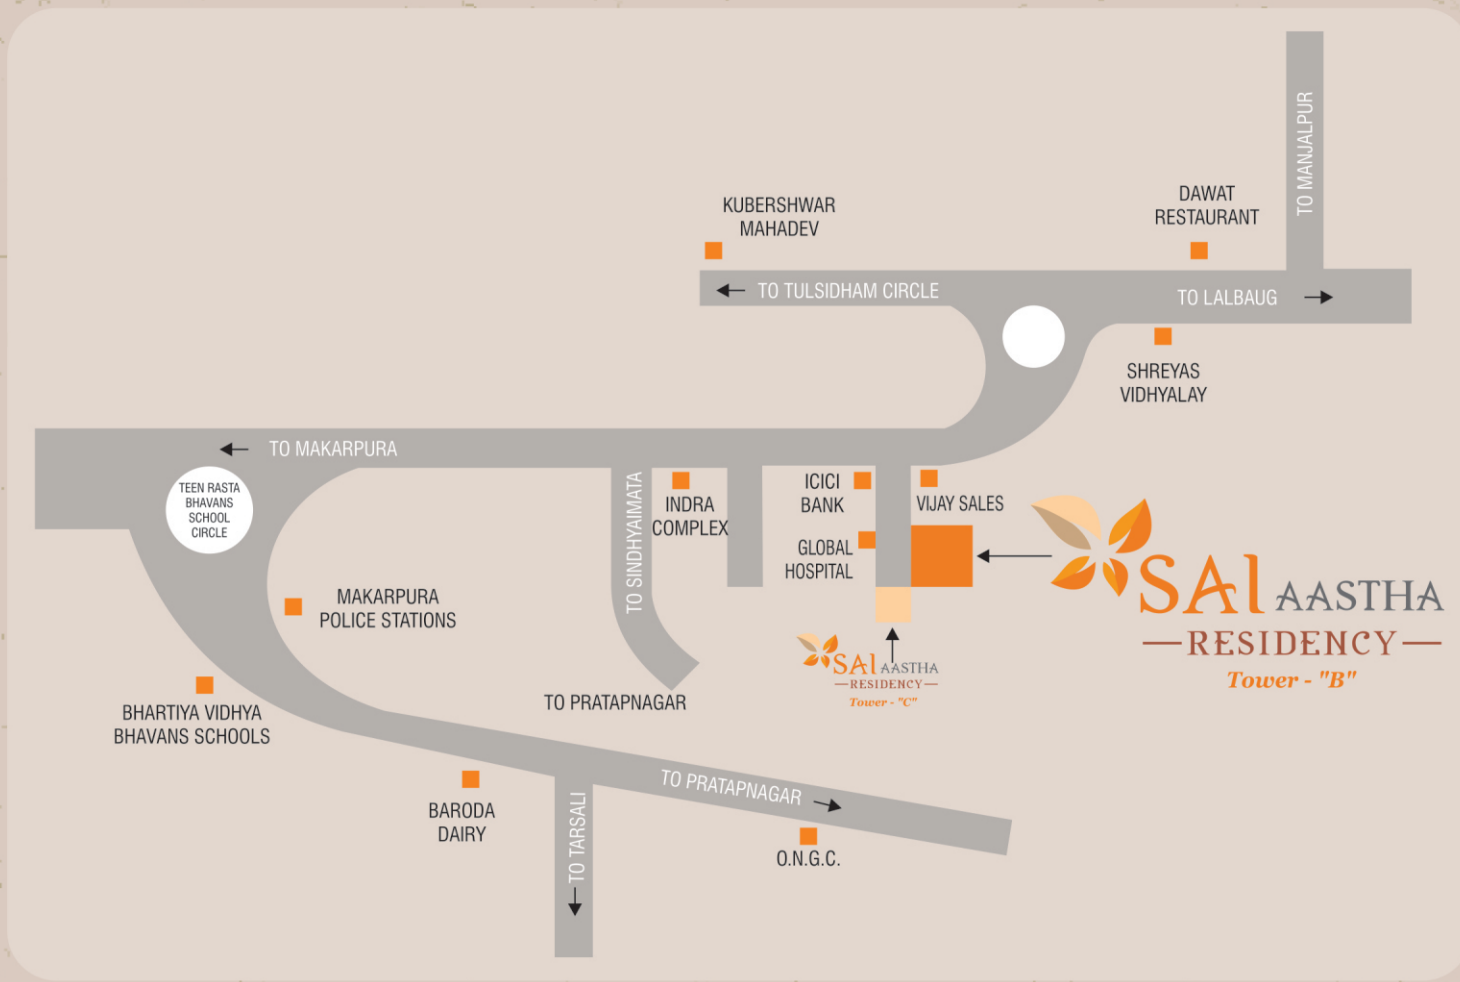 TO MANJALPUR
DAWAT
RESTAURANT
KUBERSHWAR
MAHADEV
TO TULSIDHAM CIRCLE
TO LALBAUG
SHREYAS
VIDHYALAY
TO MAKARPURA
TEEN RASTA
BHAVANS
SCHOOL
CIRCLE
TO SINDHYAIMATA
INDRA
COMPLEX
ICICI
BANK
VIJAY SALES
GLOBAL
HOSPITAL
SAI AASTHA
RESIDENCY
Tower - "B"
SAI AASTHA
RESIDENCY
Tower - "C"
MAKARPURA
POLICE STATIONS
TO PRATAPNAGAR
BHARTIYA VIDHYA
BHAVANS SCHOOLS
BARODA
DAIRY
TO PRATAPNAGAR
TO TARSALI
O.N.G.C.